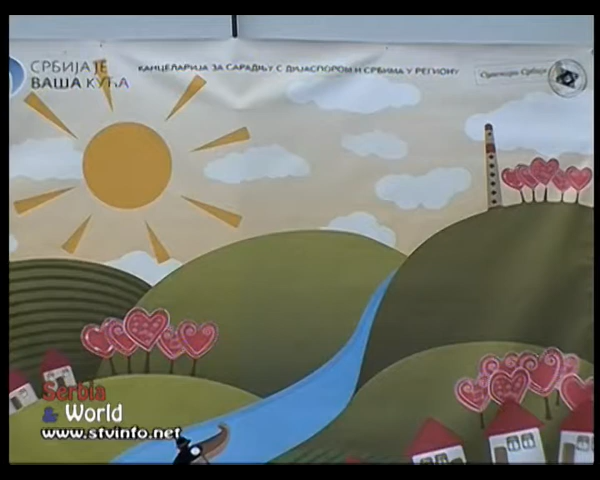 СРБИЈА ЈЕ
ВАША КУЋА
КАНЦЕЛАРИЈА ЗА САРАДЊУ С ДИЈАСПОРОМ И СРБИМА У РЕГИОНУ
Serbia
& World
www.stvinfo.net